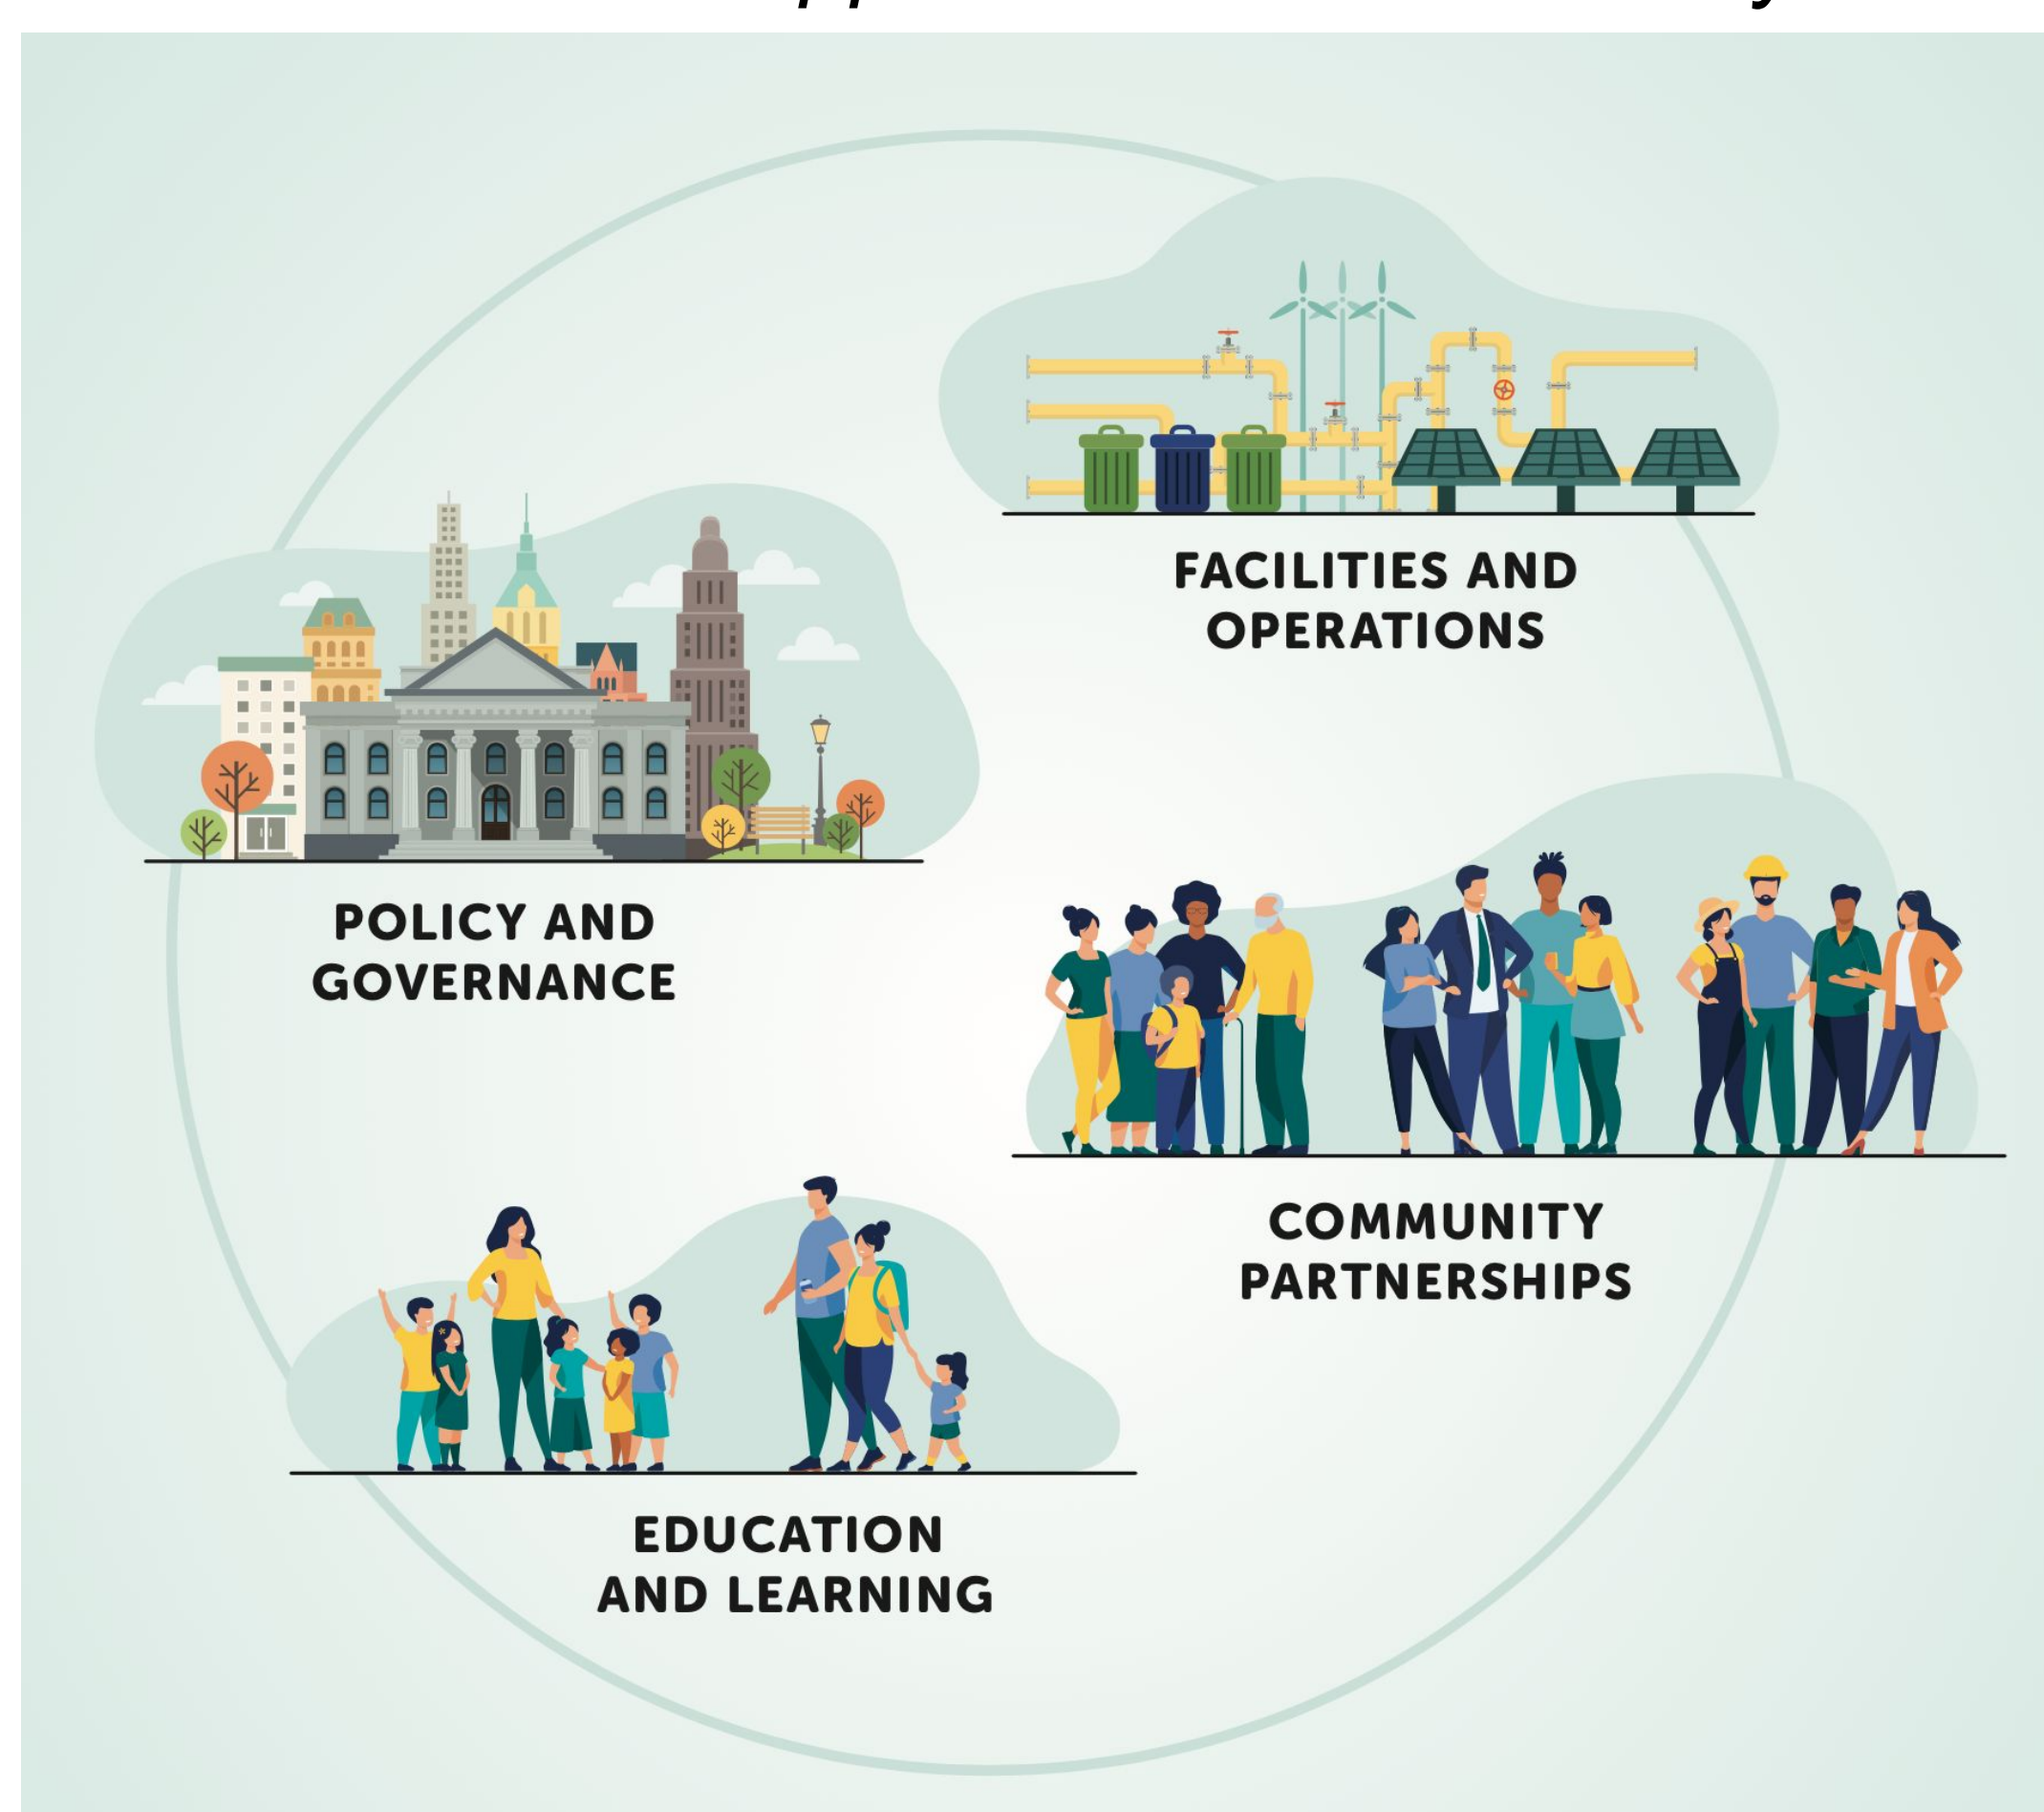 FACILITIES AND
OPERATIONS
POLICY AND
GOVERNANCE
COMMUNITY
PARTNERSHIPS
EDUCATION
AND LEARNING